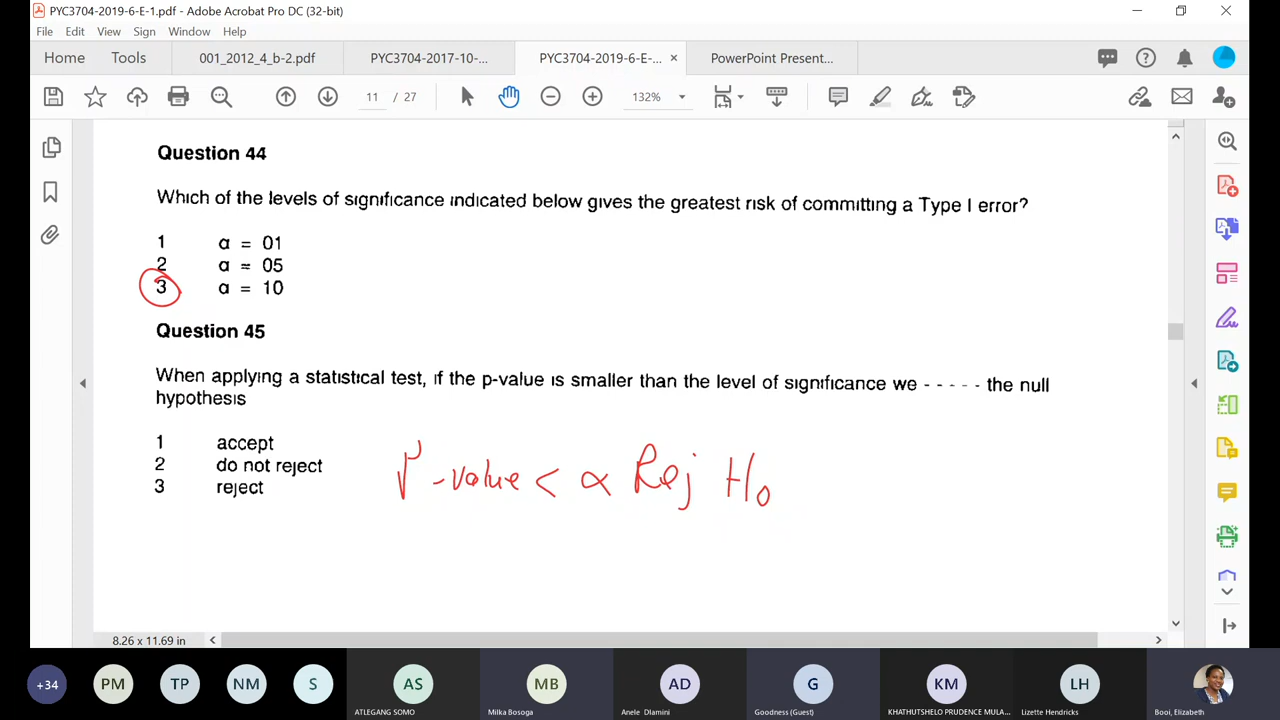 PYC3704-2019-6-E-1.pdf - Adobe Acrobat Pro DC (32-bit)
File Edit View Sign Window Help
Home Tools 001_2012_4_b-2.pdf PYC3704-2017-10-... PYC3704-2019-6-E-... × PowerPoint Present...
11 / 27 132%
Question 44
Which of the levels of significance indicated below gives the greatest risk of committing a Type I error?
1 α = 01
2 α = 05
3 α = 10
Question 45
When applying a statistical test, if the p-value is smaller than the level of significance we - - - - - the null
hypothesis
1 accept
2 do not reject
3 reject
P-value < α Rej H0
8.26 x 11.69 in
+34 PM TP NM S AS MB AD G KM LH
ATLEGANG SOMO Milka Bosoga Anele Dlamini Goodness (Guest) KHATHUTSHELO PRUDENCE MULA... Lizette Hendricks Booi, Elizabeth